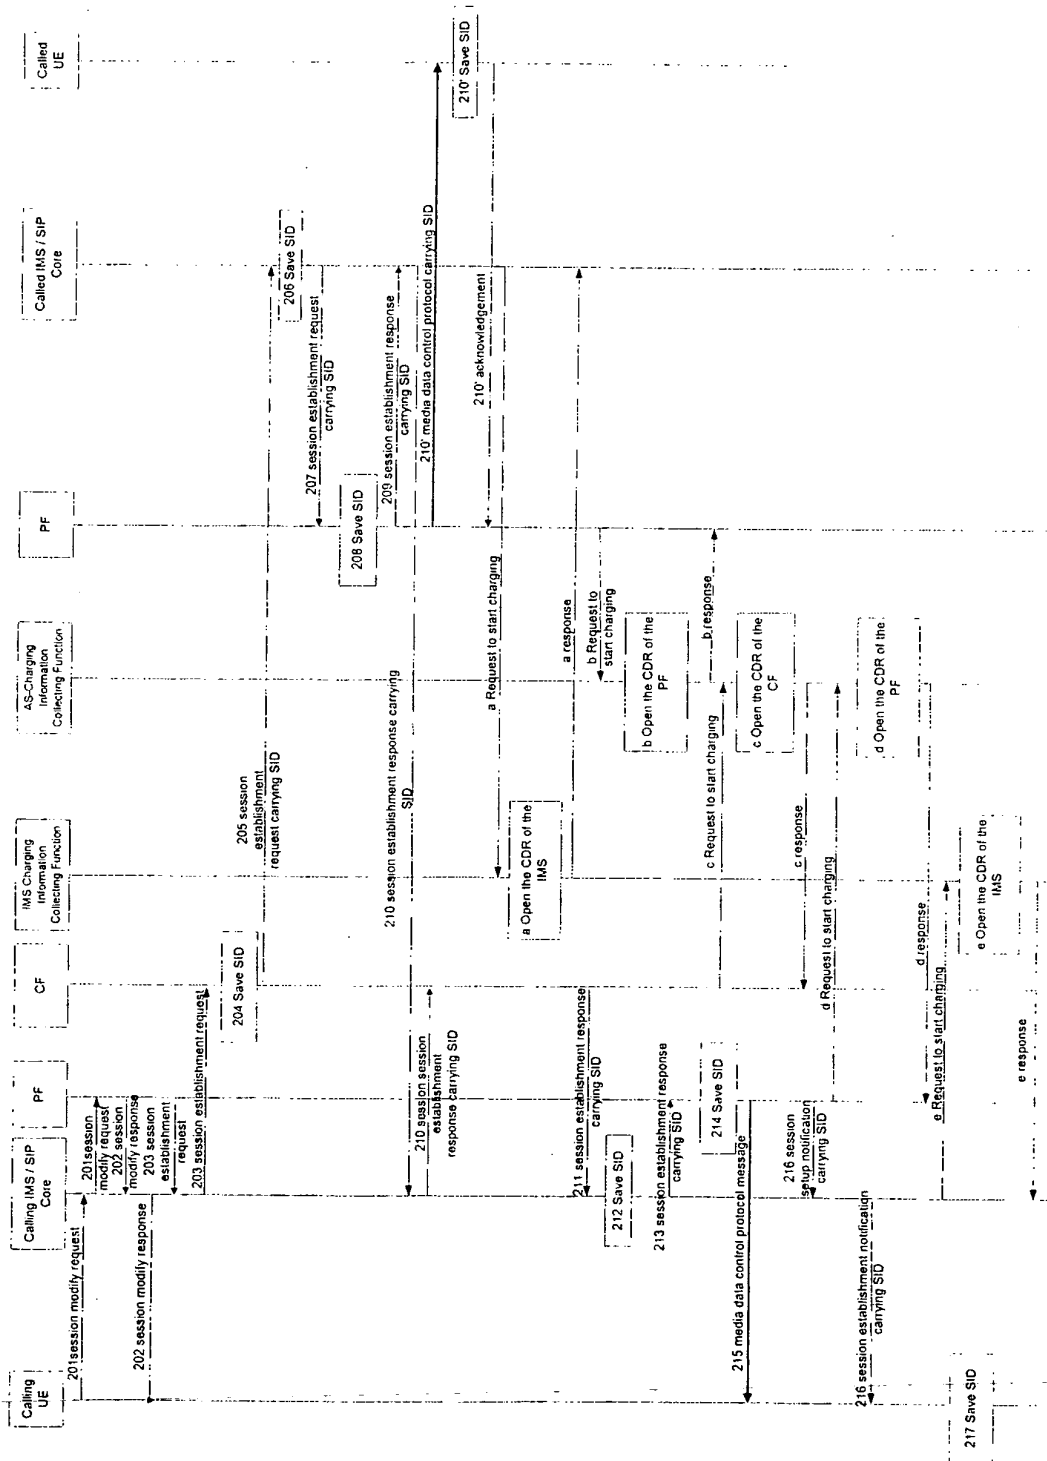 Calling
UE
Calling IMS / SIP
Core
PF
CF
IMS Charging
Information
Collecting Function
AS-Charging
Information
Collecting Function
PF
Called IMS / SIP
Core
Called
UE
201session modify request
201session
modify request
202 session
modify response
202 session modify response
203 session
establishment
request
203 session establishment request
204 Save SID
205 session
establishment
request carrying SID
206 Save SID
207 session establishment request
carrying SID
208 Save SID
209 session establishment response
carrying SID
210 session establishment response carrying
SID
210 session session
establishment
response carrying SID
210' media data control protocol carrying SID
210' Save SID
210' acknowledgement
a Request to start charging
a Open the CDR of the
IMS
a response
211 session establishment response
carrying SID
212 Save SID
b Request to
start charging
b Open the CDR of the
PF
b response
213 session establishment response
carrying SID
214 Save SID
c Request to start charging
c Open the CDR of the
CF
c response
215 media data control protocol message
216 session
setup notification
carrying SID
d Request to start charging
d Open the CDR of the
PF
d response
216 session establishment notification
carrying SID
e Request to start charging
e Open the CDR of the
IMS
e response
217 Save SID